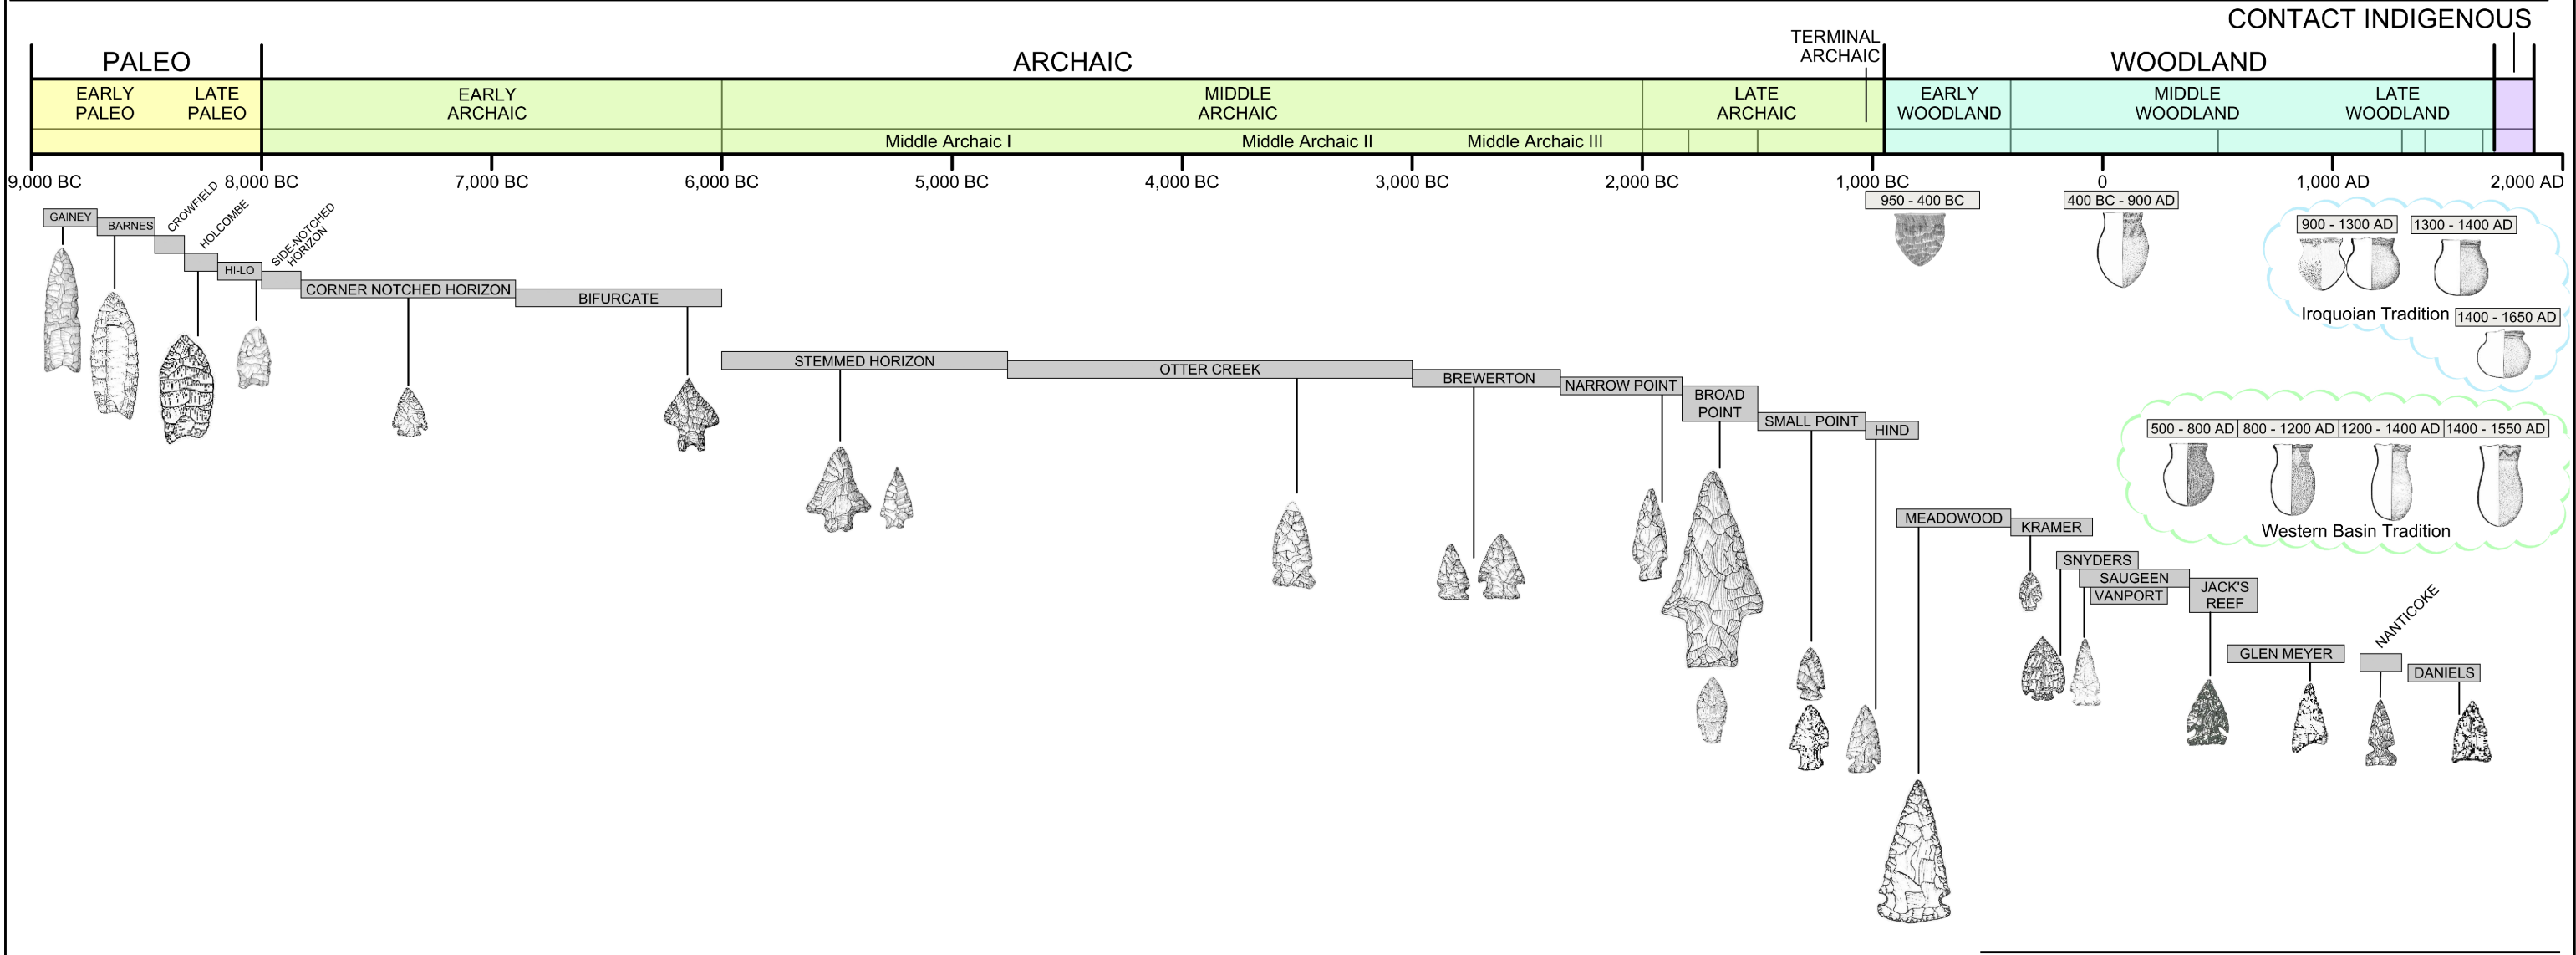 CONTACT INDIGENOUS
TERMINAL
ARCHAIC
PALEO
ARCHAIC
WOODLAND
EARLY
PALEO
LATE
PALEO
EARLY
ARCHAIC
MIDDLE
ARCHAIC
LATE
ARCHAIC
EARLY
WOODLAND
MIDDLE
WOODLAND
LATE
WOODLAND
Middle Archaic I
Middle Archaic II
Middle Archaic III
9,000 BC
8,000 BC
7,000 BC
6,000 BC
5,000 BC
4,000 BC
3,000 BC
2,000 BC
1,000 BC
0
1,000 AD
2,000 AD
GAINEY
BARNES
CROWFIELD
HOLCOMBE
HI-LO
SIDE-NOTCHED
HORIZON
CORNER NOTCHED HORIZON
BIFURCATE
STEMMED HORIZON
OTTER CREEK
BREWERTON
NARROW POINT
BROAD
POINT
SMALL POINT
HIND
950 - 400 BC
400 BC - 900 AD
900 - 1300 AD
1300 - 1400 AD
Iroquoian Tradition
1400 - 1650 AD
500 - 800 AD
800 - 1200 AD
1200 - 1400 AD
1400 - 1550 AD
Western Basin Tradition
MEADOWOOD
KRAMER
SNYDERS
SAUGEEN
VANPORT
JACK'S
REEF
GLEN MEYER
NANTICOKE
DANIELS